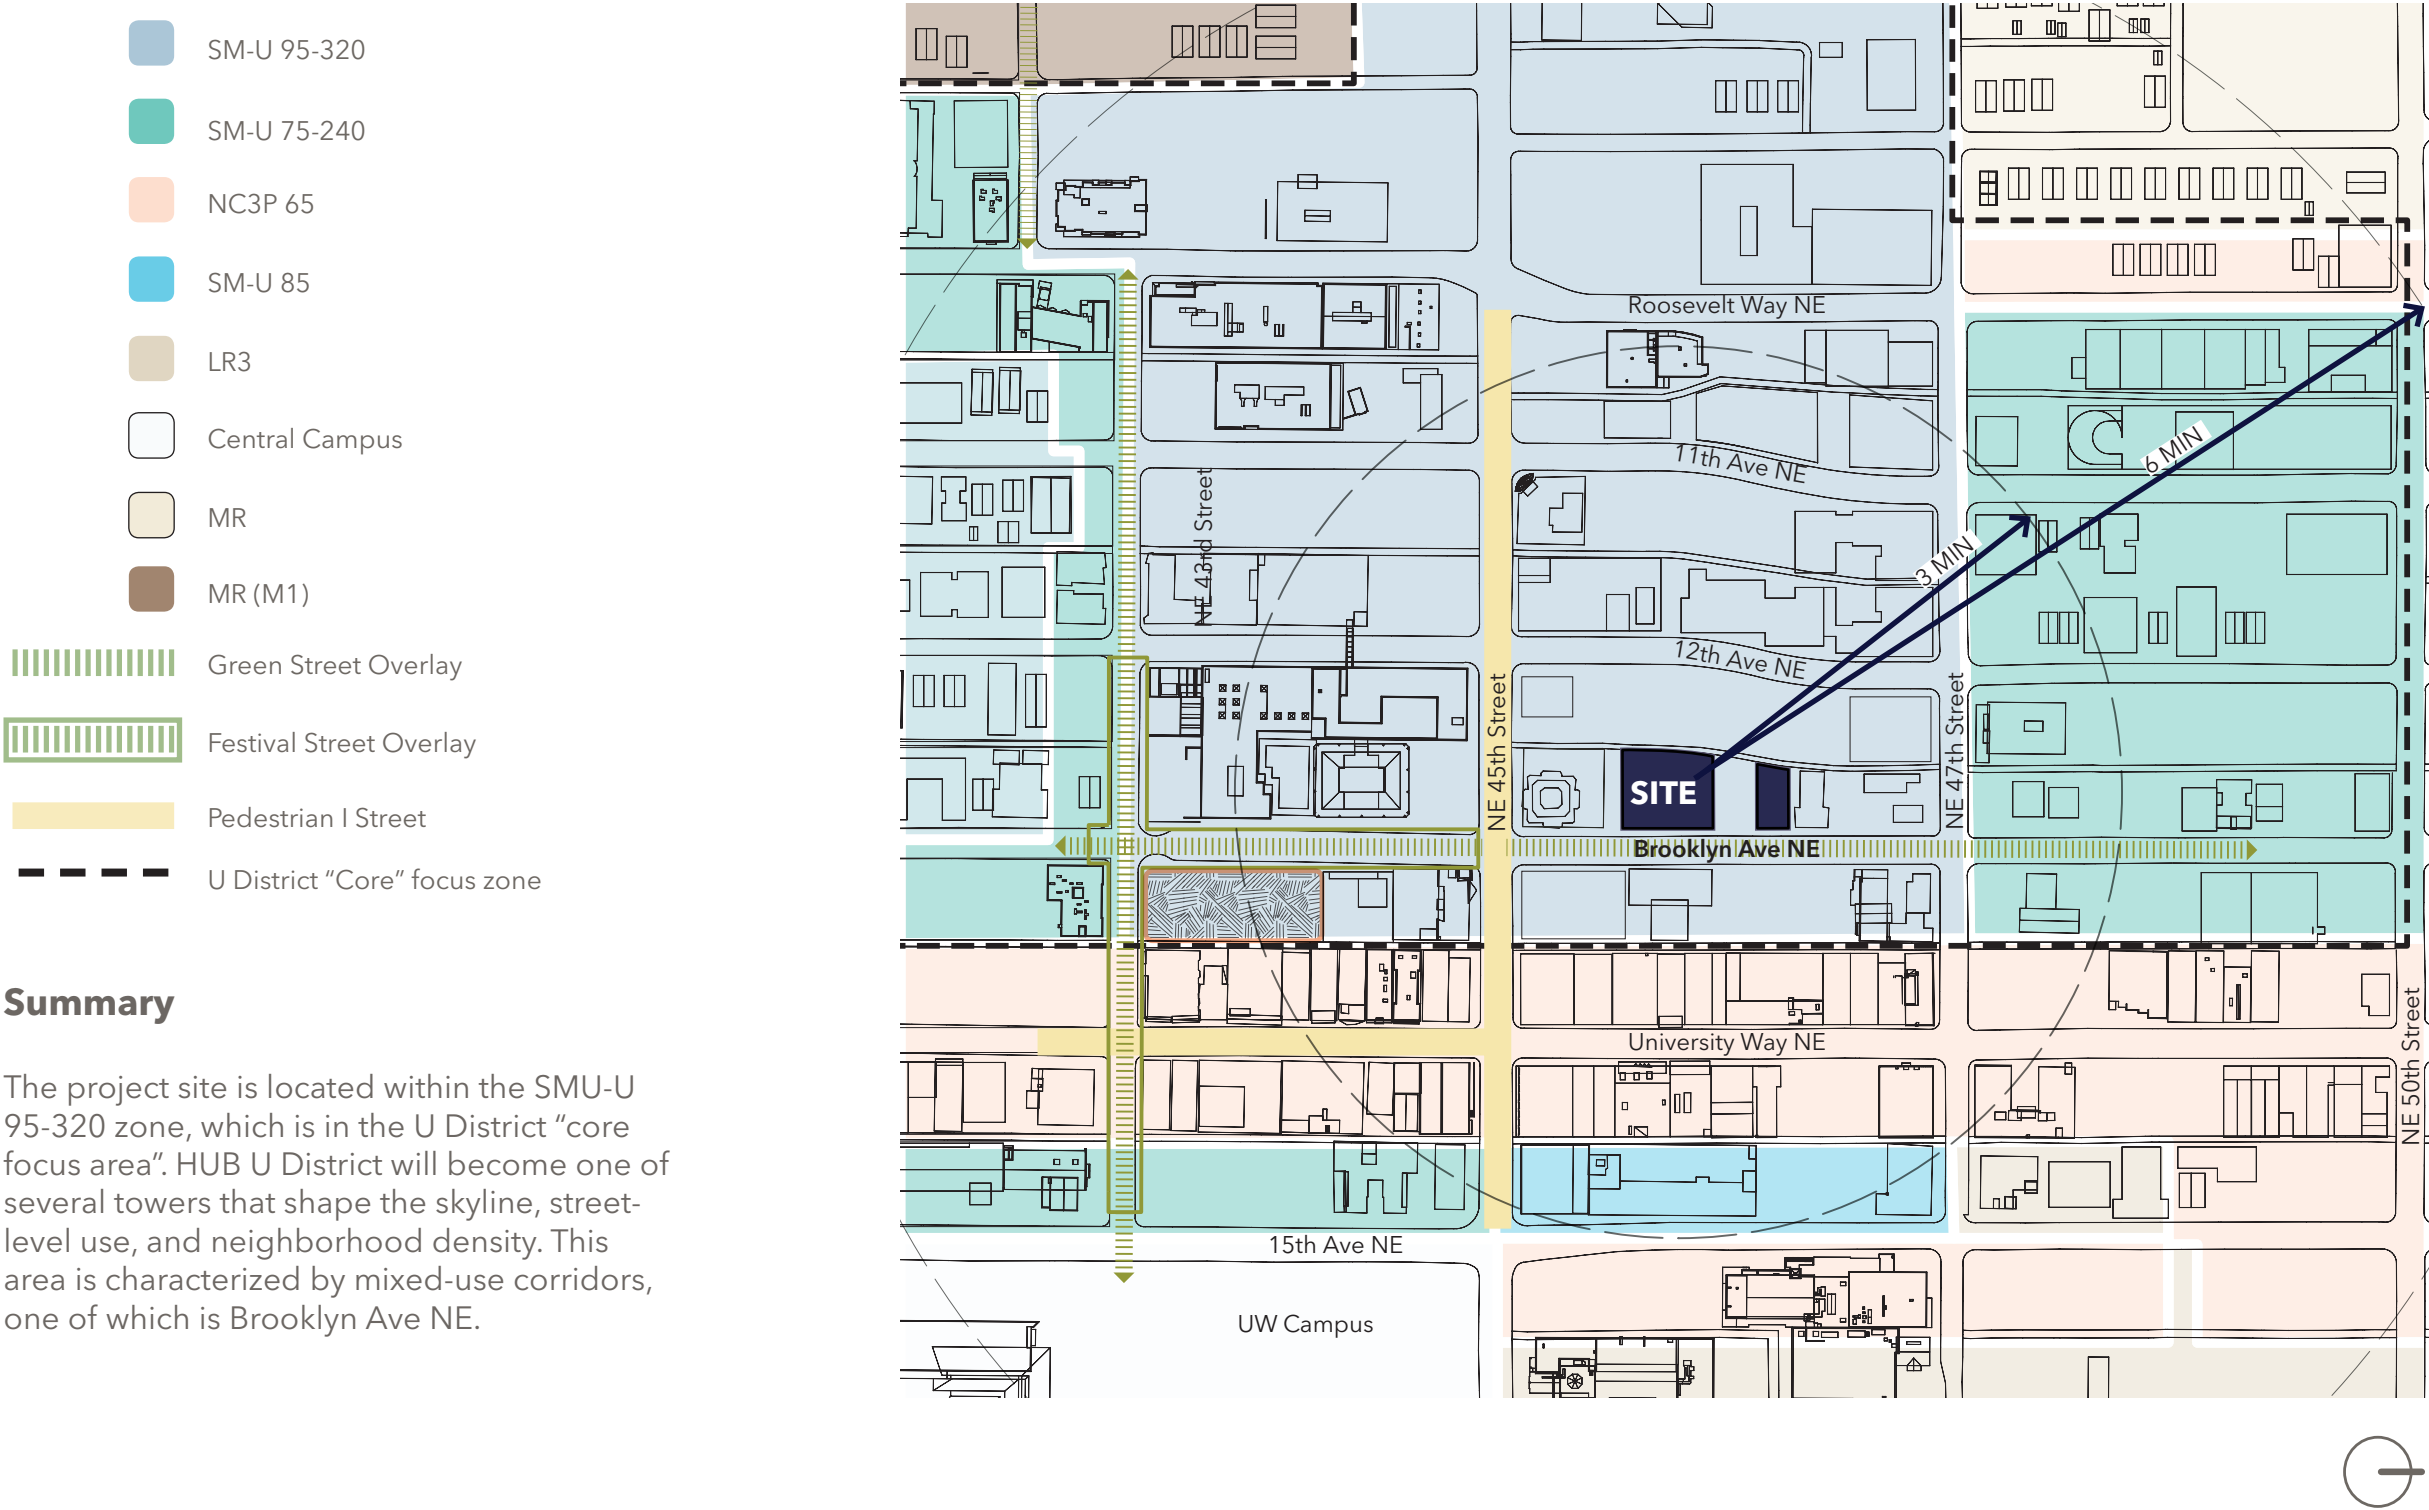 SM-U 95-320
SM-U 75-240
NC3P 65
SM-U 85
LR3
Central Campus
MR
MR (M1)
Green Street Overlay
Festival Street Overlay
Pedestrian I Street
U District “Core” focus zone
Summary
The project site is located within the SMU-U
95-320 zone, which is in the U District “core
focus area”. HUB U District will become one of
several towers that shape the skyline, street-
level use, and neighborhood density. This
area is characterized by mixed-use corridors,
one of which is Brooklyn Ave NE.
Roosevelt Way NE
11th Ave NE
6 MIN
NE 43rd Street
3 MIN
12th Ave NE
NE 45th Street
NE 47th Street
SITE
Brooklyn Ave NE
University Way NE
NE 50th Street
15th Ave NE
UW Campus